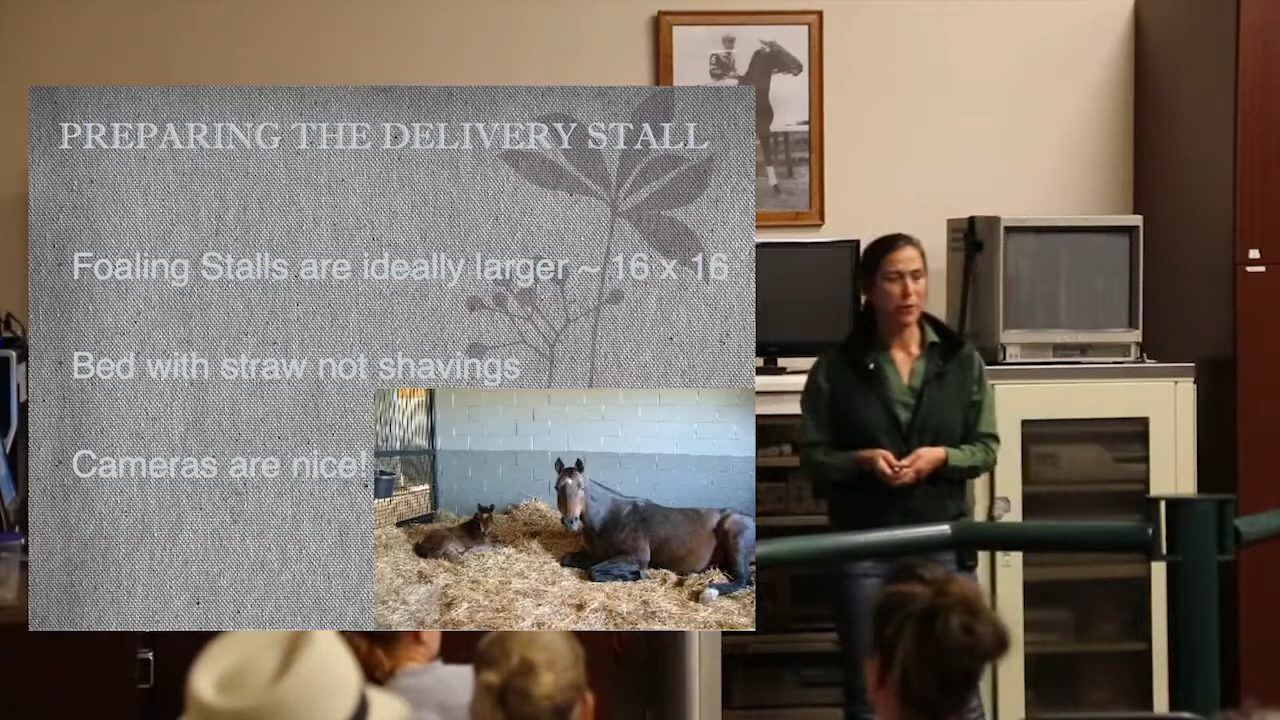 PREPARING THE DELIVERY STALL
Foaling Stalls are ideally larger ~ 16 x 16
Bed with straw not shavings
Cameras are nice!